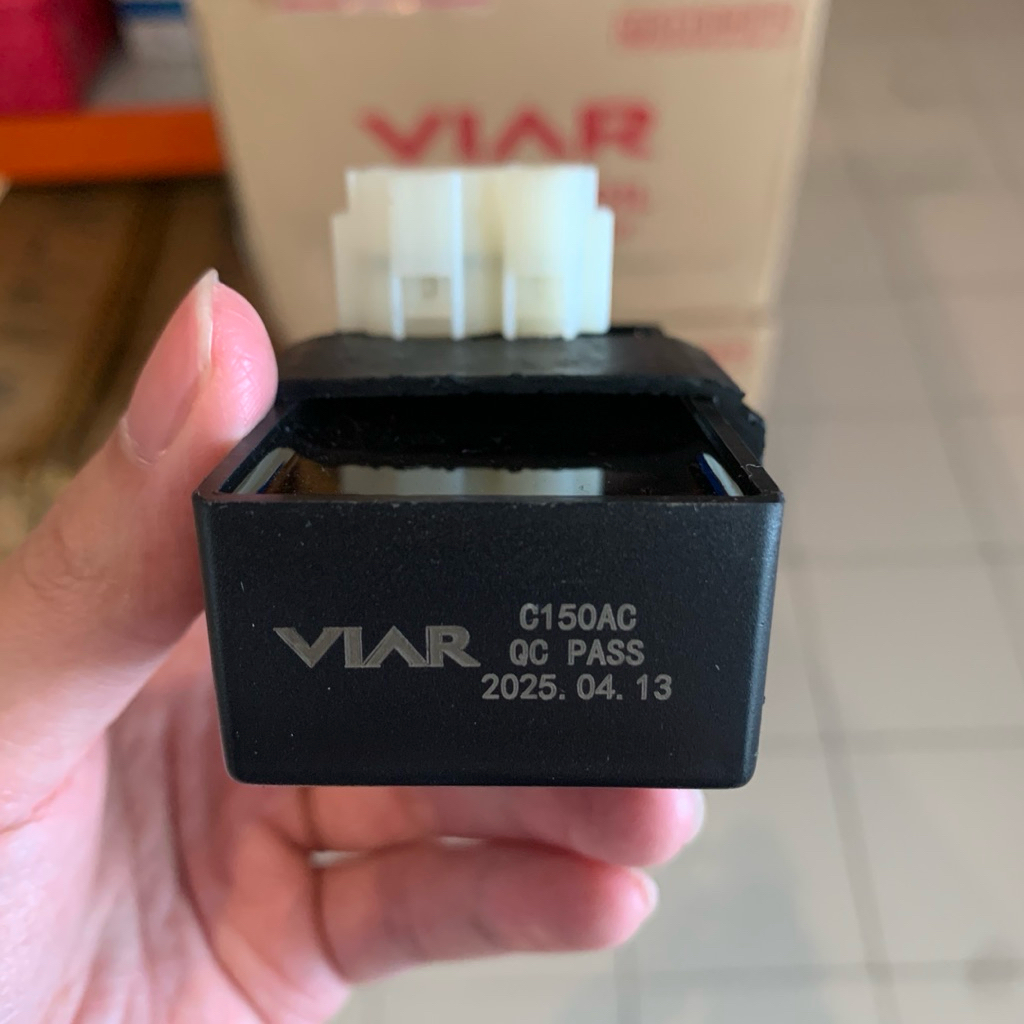 VIAR
VIAR
C150AC
QC PASS
2025.04.13